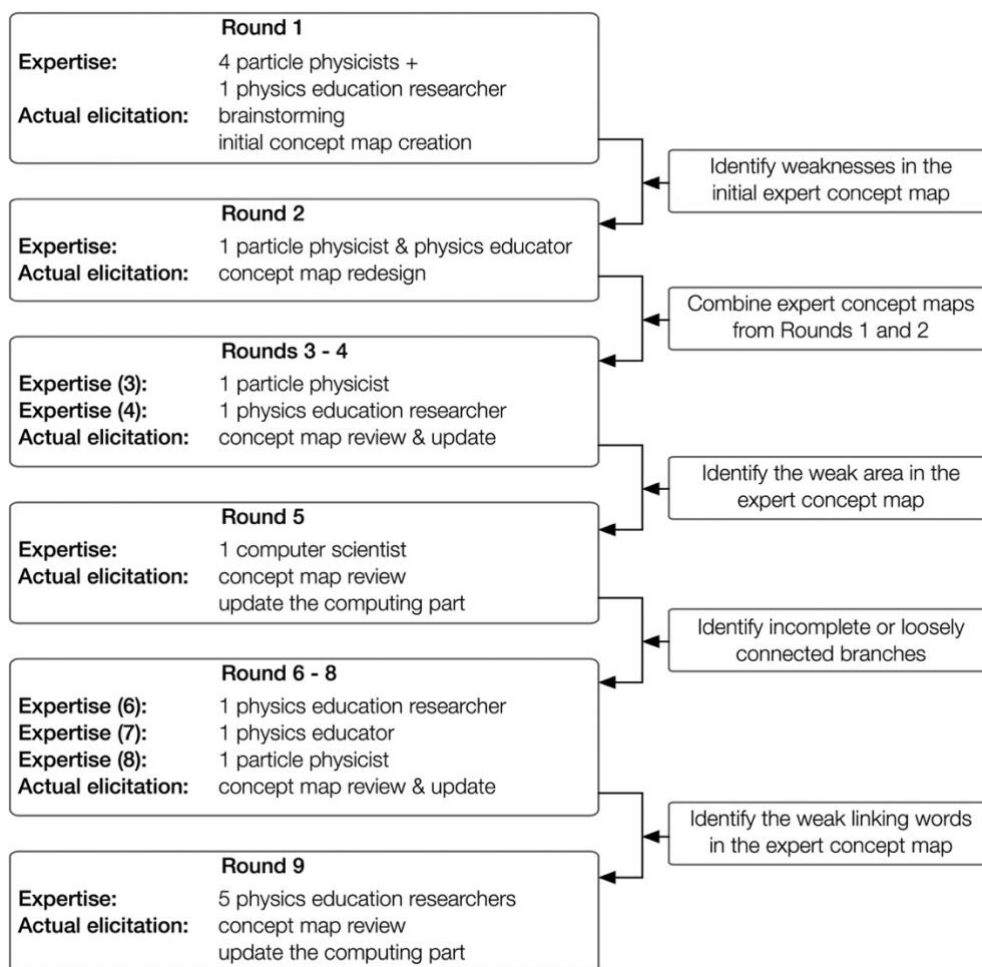 Round 1
Expertise: 4 particle physicists +
1 physics education researcher
Actual elicitation: brainstorming
initial concept map creation
Identify weaknesses in the
initial expert concept map
Round 2
Expertise: 1 particle physicist & physics educator
Actual elicitation: concept map redesign
Combine expert concept maps
from Rounds 1 and 2
Rounds 3 - 4
Expertise (3): 1 particle physicist
Expertise (4): 1 physics education researcher
Actual elicitation: concept map review & update
Identify the weak area in the
expert concept map
Round 5
Expertise: 1 computer scientist
Actual elicitation: concept map review
update the computing part
Identify incomplete or loosely
connected branches
Round 6 - 8
Expertise (6): 1 physics education researcher
Expertise (7): 1 physics educator
Expertise (8): 1 particle physicist
Actual elicitation: concept map review & update
Identify the weak linking words
in the expert concept map
Round 9
Expertise: 5 physics education researchers
Actual elicitation: concept map review
update the computing part